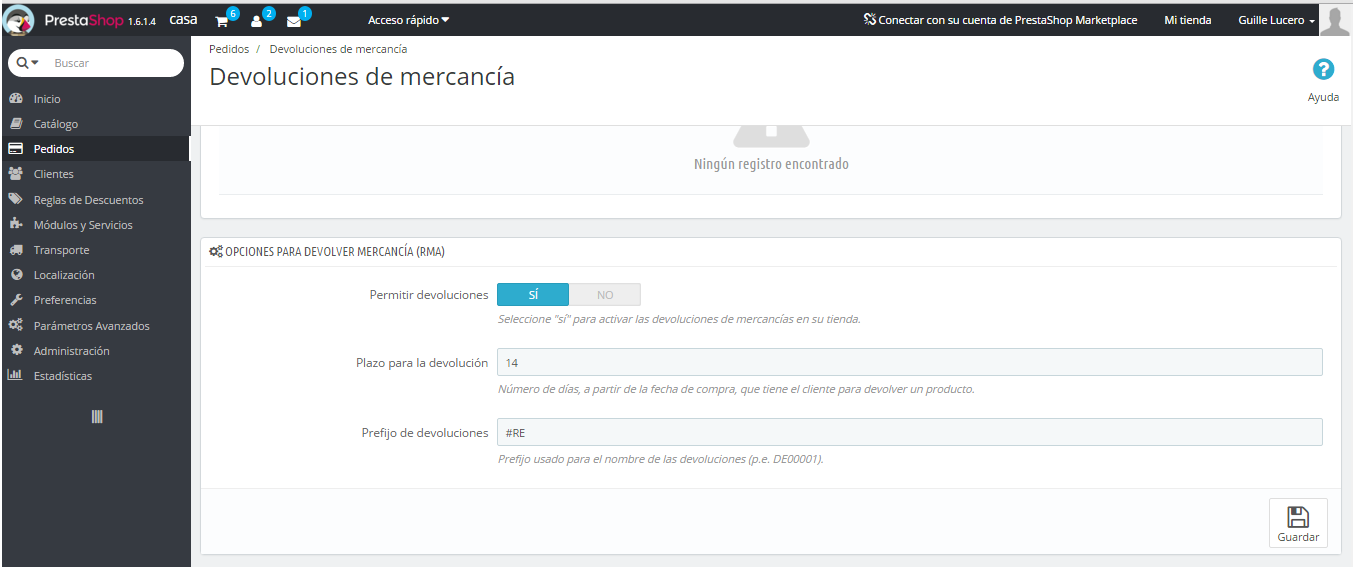 PrestaShop 1.6.1.4 casa 6 2 1 Acceso rápido Conectar con su cuenta de PrestaShop Marketplace Mi tienda Guille Lucero
Buscar
Inicio
Catálogo
Pedidos
Clientes
Reglas de Descuentos
Módulos y Servicios
Transporte
Localización
Preferencias
Parámetros Avanzados
Administración
Estadísticas
Pedidos / Devoluciones de mercancía
Devoluciones de mercancía
Ayuda
Ningún registro encontrado
OPCIONES PARA DEVOLVER MERCANCÍA (RMA)
Permitir devoluciones SÍ NO
Seleccione "sí" para activar las devoluciones de mercancías en su tienda.
Plazo para la devolución 14
Número de días, a partir de la fecha de compra, que tiene el cliente para devolver un producto.
Prefijo de devoluciones #RE
Prefijo usado para el nombre de las devoluciones (p.e. DE00001).
Guardar